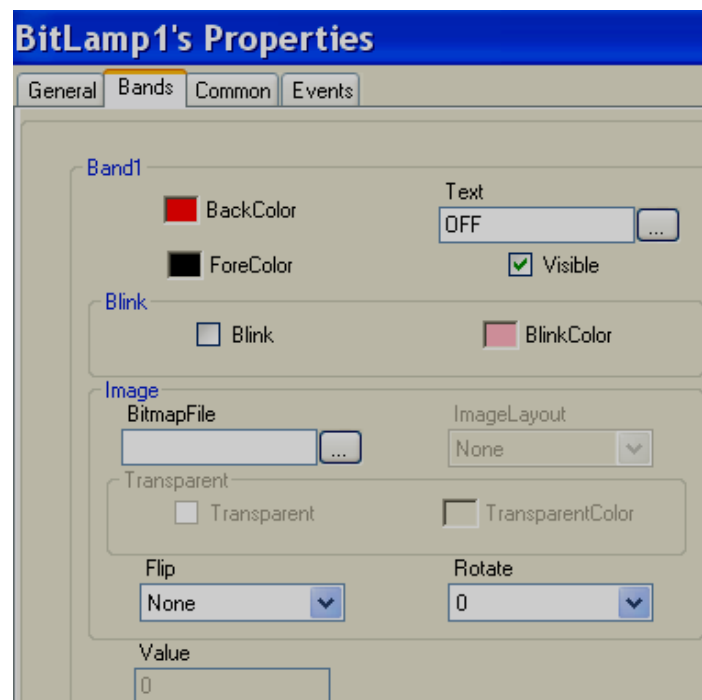 BitLamp1's Properties
General Bands Common Events
Band1
BackColor
Text
OFF ...
ForeColor
Visible
Blink
Blink BlinkColor
Image
BitmapFile ImageLayout
... None
Transparent
Transparent TransparentColor
Flip Rotate
None 0
Value
0